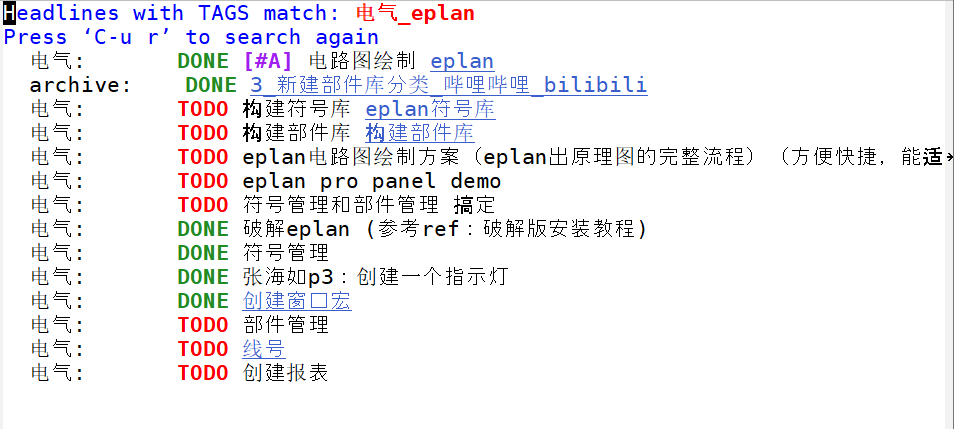 Headlines with TAGS match: 电气_eplan
Press ‘C-u r’ to search again
电气: DONE [#A] 电路图绘制 eplan
archive: DONE 3_新建部件库分类_哔哩哔哩_bilibili
电气: TODO 构建符号库 eplan符号库
电气: TODO 构建部件库 构建部件库
电气: TODO eplan电路图绘制方案（eplan出原理图的完整流程）（方便快捷，能适
电气: TODO eplan pro panel demo
电气: TODO 符号管理和部件管理 搞定
电气: DONE 破解eplan (参考ref：破解版安装教程)
电气: DONE 符号管理
电气: DONE 张海如p3：创建一个指示灯
电气: DONE 创建窗口宏
电气: TODO 部件管理
电气: TODO 线号
电气: TODO 创建报表